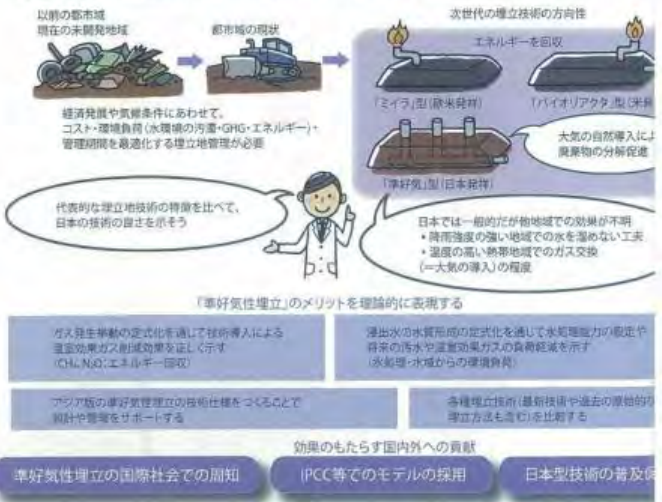 以前の都市域
現在の未開発地域
都市域の現状
次世代の埋立技術の方向性
エネルギーを回収
「ミイラ」型(欧米発祥)
「バイオリアクタ」型(米
経済発展や気候条件にあわせて、
コスト・環境負荷(水環境の汚濁・GHG・エネルギー)・
管理期間を最適化する埋立地管理が必要
大気の自然導入によ
廃棄物の分解促進
「準好気」型(日本発祥)
代表的な埋立地技術の特徴を比べて、
日本の技術の良さを示そう
日本では一般的だが他地域での効果が不明
・降雨強度の強い地域での水を溜めない工夫
・温度の高い熱帯地域でのガス交換
(=大気の導入)の程度
「準好気性埋立」のメリットを理論的に表現する
ガス発生挙動の定式化を通じて技術導入による
温室効果ガス削減効果を正しく示す
(CH₄, N₂O:エネルギー回収)
浸出水の水質形成の定式化を通じて水処理能力の設定や
将来の汚水や温室効果ガスの負荷軽減を示す
(水処理・水域からの環境負荷)
アジア版の準好気性埋立の技術仕様をつくることで
設計や管理をサポートする
各種埋立技術(最新技術や過去の原始的な
埋立方法も含む)を比較する
効果のもたらす国内外への貢献
準好気性埋立の国際社会での周知
IPCC等でのモデルの採用
日本型技術の普及促